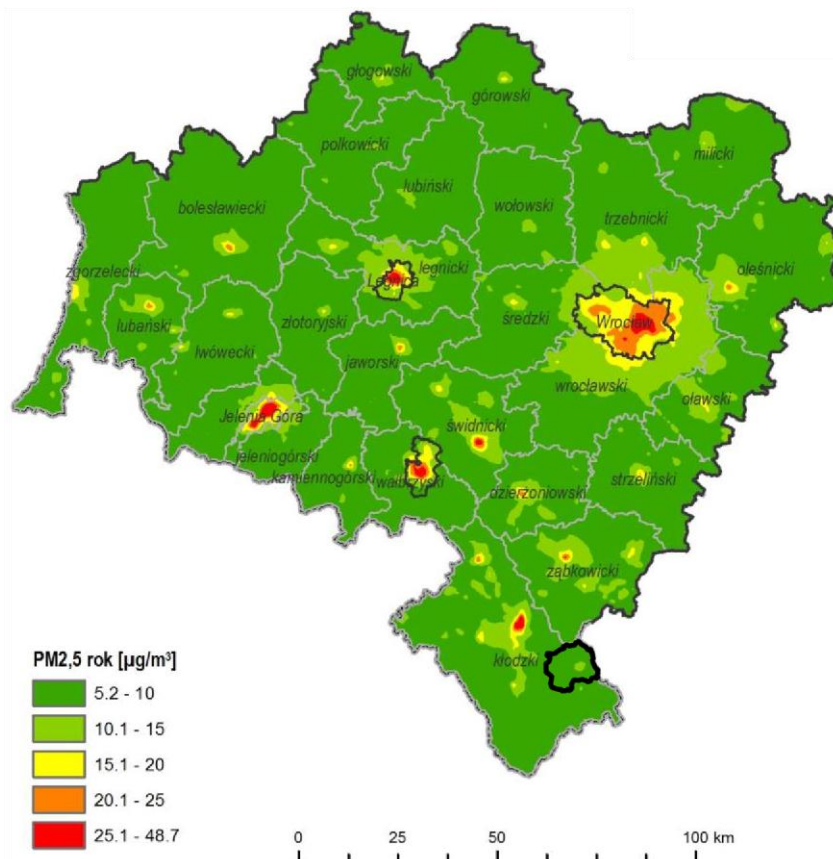 głogowski
górowski
polkowicki
milicki
lubiński
bolesławiecki
wołowski
trzebnicki
zgorzelecki
legnicki
oleśnicki
Legnica
lubański
złotoryjski
średzki
Wrocław
lwówecki
jaworski
wrocławski
oławski
Jelenia Góra
świdnicki
jeleniogórski
kamiennogórski
wałbrzyski
dzierżoniowski
strzeliński
ząbkowicki
kłodzki
PM2,5 rok [µg/m³]
5.2 - 10
10.1 - 15
15.1 - 20
20.1 - 25
25.1 - 48.7
0 25 50 100 km